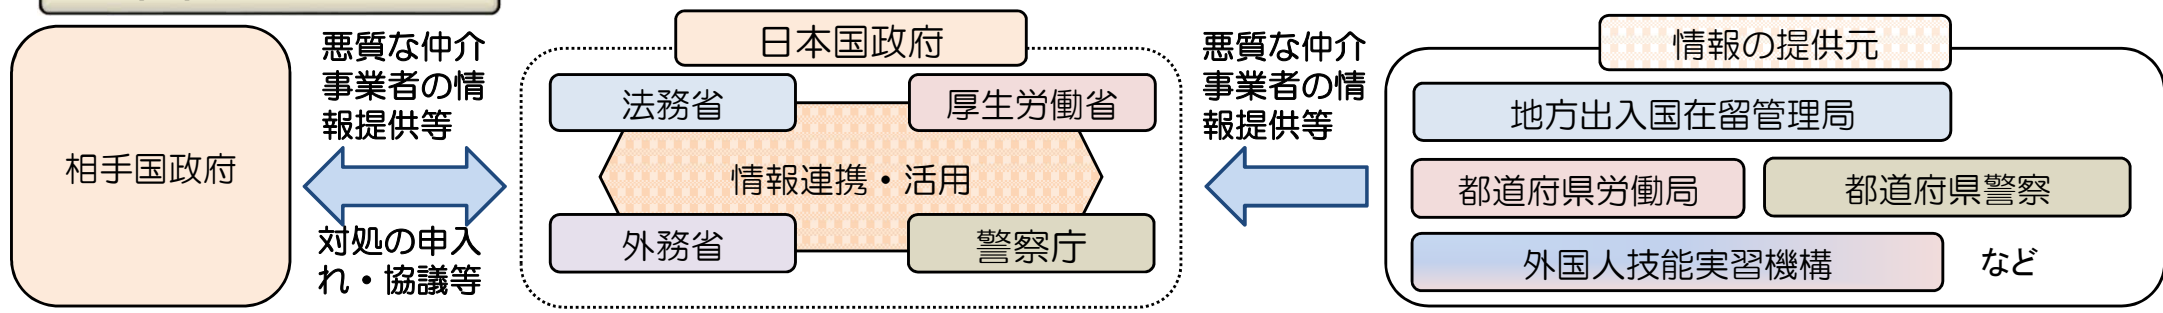 相手国政府
悪質な仲介
事業者の情
報提供等
対処の申入
れ・協議等
日本国政府
法務省
厚生労働省
情報連携・活用
外務省
警察庁
悪質な仲介
事業者の情
報提供等
情報の提供元
地方出入国在留管理局
都道府県労働局
都道府県警察
外国人技能実習機構
など